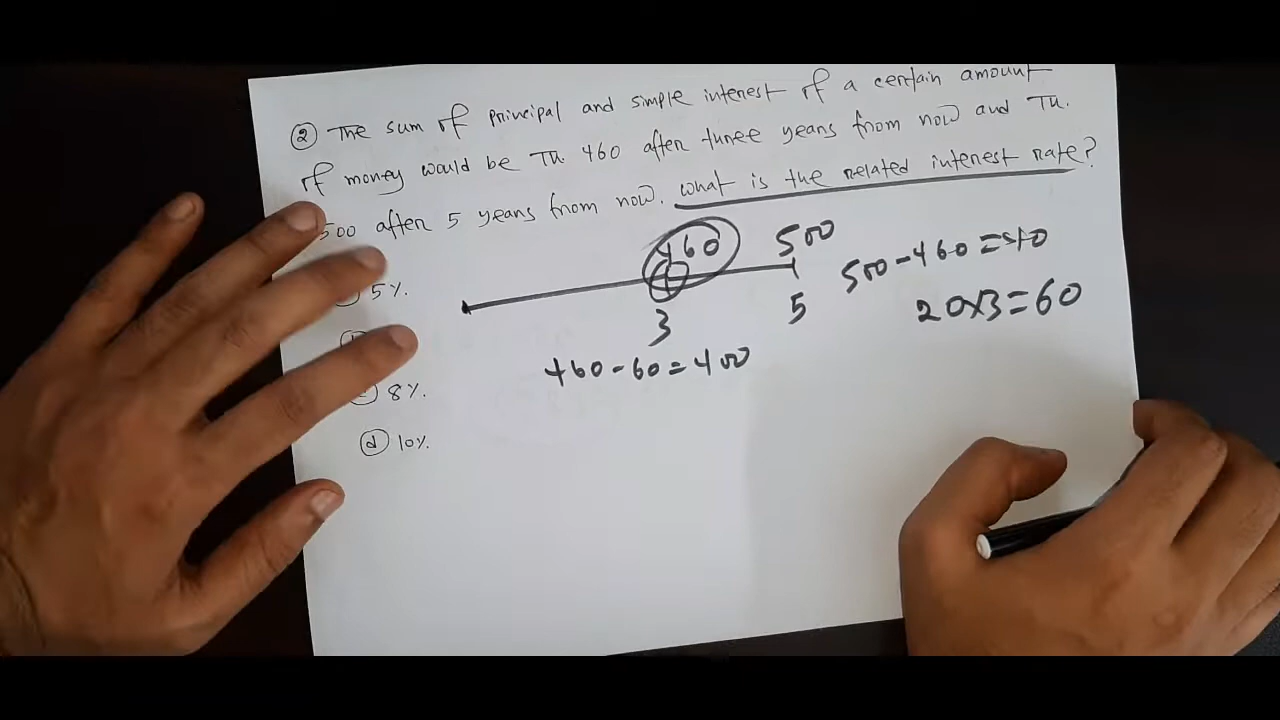 ② The sum of principal and simple interest of a certain amount
of money would be Tk 460 after three years from now and Tk.
500 after 5 years from now. what is the related interest rate?
460 500
500-460=40
5%.
3 5
20x3=60
460-60=400
ⓒ 8%.
ⓓ 10%.